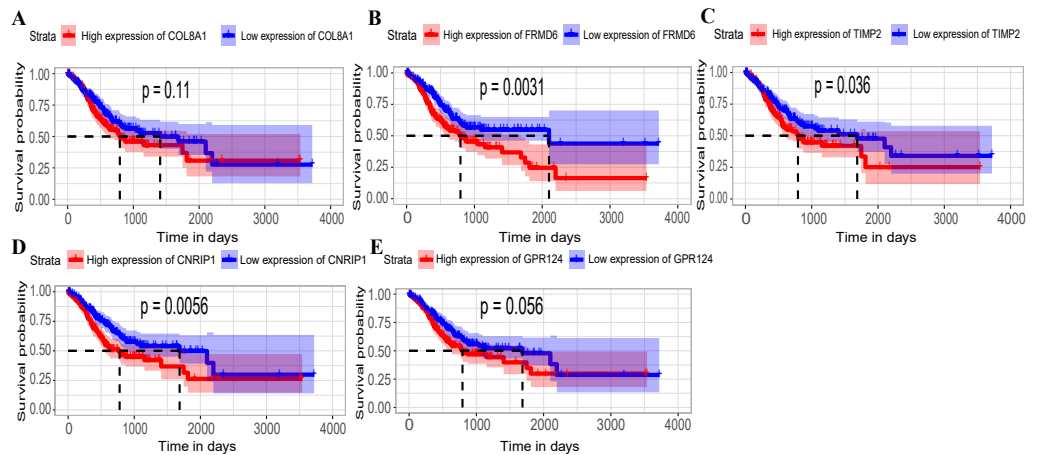 A
Strata High expression of COL8A1 Low expression of COL8A1
p = 0.11
Survival probability
1.00
0.75
0.50
0.25
0.00
0 1000 2000 3000 4000
Time in days
B
Strata High expression of FRMD6 Low expression of FRMD6
p = 0.0031
Survival probability
1.00
0.75
0.50
0.25
0.00
0 1000 2000 3000 4000
Time in days
C
Strata High expression of TIMP2 Low expression of TIMP2
p = 0.036
Survival probability
1.00
0.75
0.50
0.25
0.00
0 1000 2000 3000 4000
Time in days
D
Strata High expression of CNRIP1 Low expression of CNRIP1
p = 0.0056
Survival probability
1.00
0.75
0.50
0.25
0.00
0 1000 2000 3000 4000
Time in days
E
Strata High expression of GPR124 Low expression of GPR124
p = 0.056
Survival probability
1.00
0.75
0.50
0.25
0.00
0 1000 2000 3000 4000
Time in days